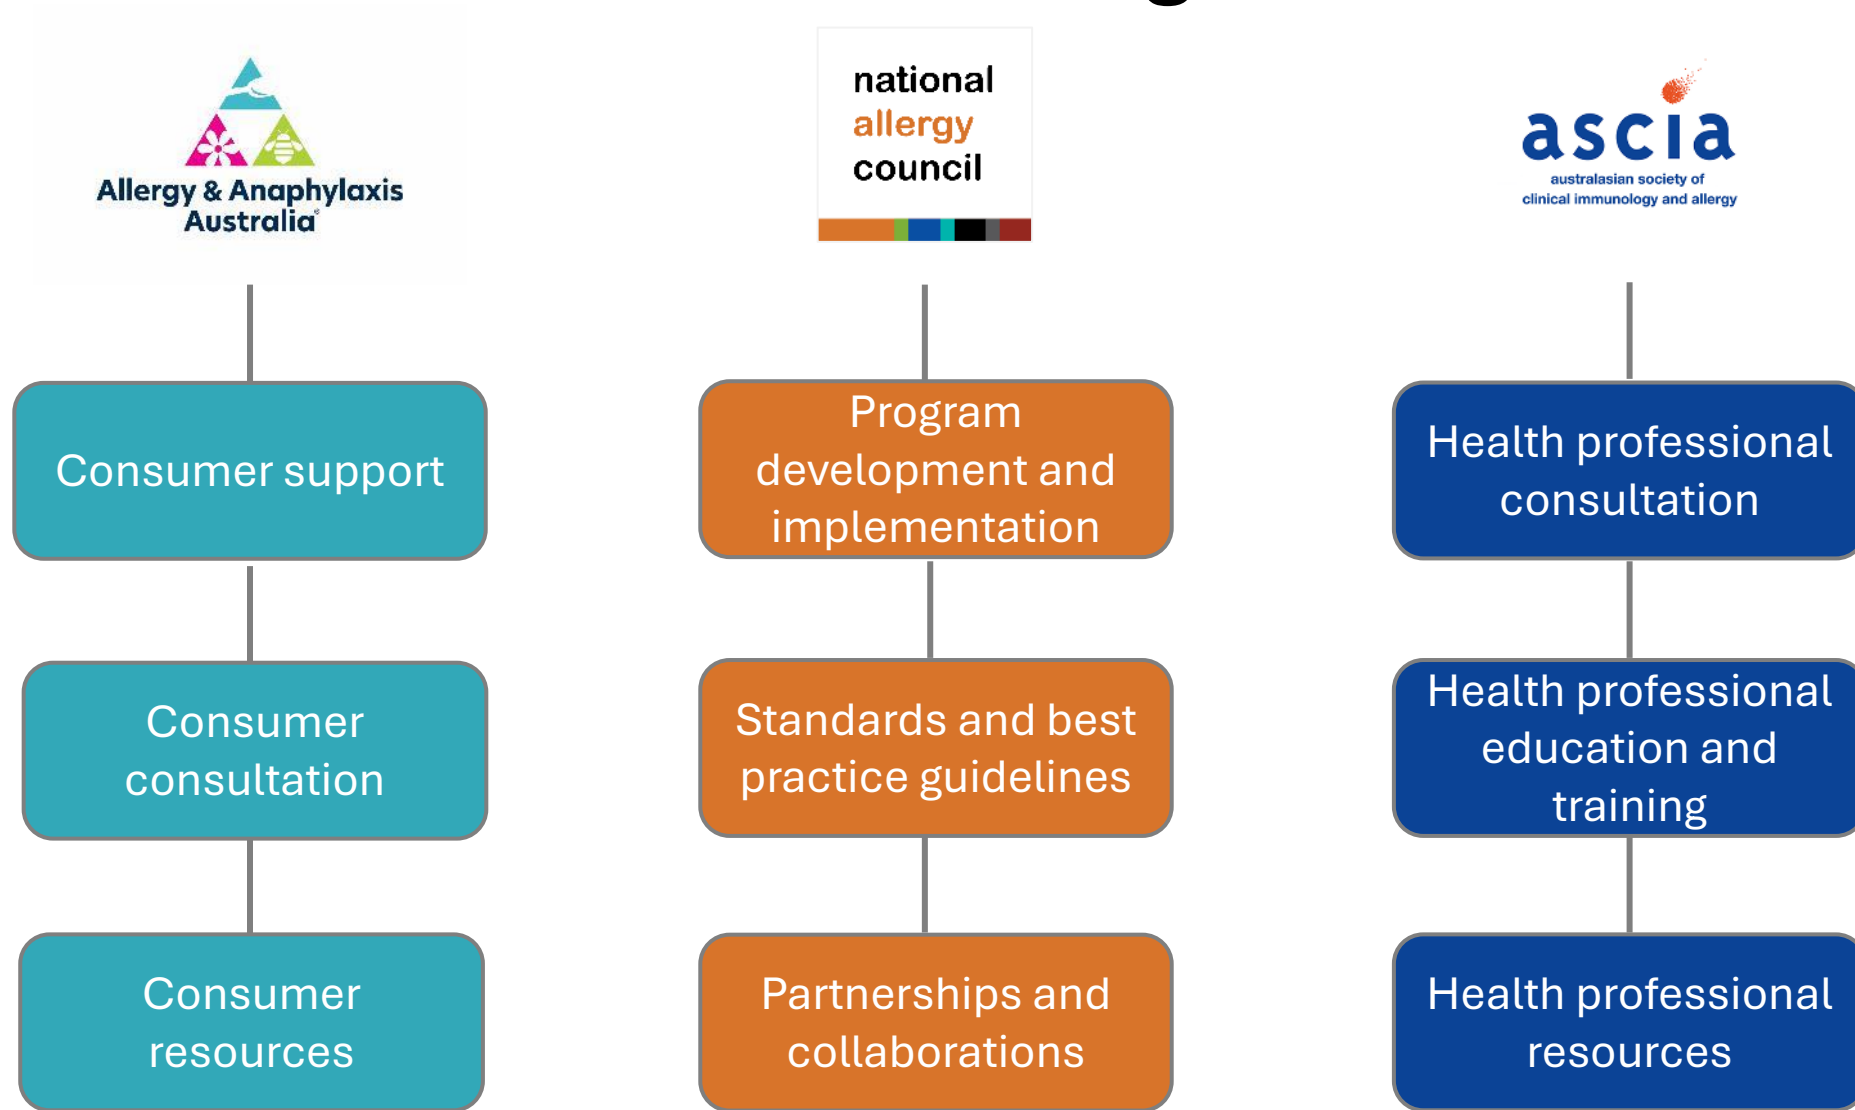 Allergy & Anaphylaxis
Australia
national
allergy
council
ascia
australasian society of
clinical immunology and allergy
Consumer support
Program
development and
implementation
Health professional
consultation
Consumer
consultation
Standards and best
practice guidelines
Health professional
education and
training
Consumer
resources
Partnerships and
collaborations
Health professional
resources